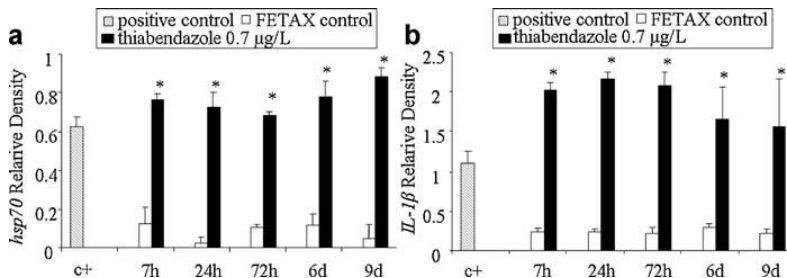 positive control FETAX control
thiabendazole 0.7 µg/L
a
hsp70 Relarive Density
1
0.8
0.6
0.4
0.2
0
* * * * *
c+ 7h 24h 72h 6d 9d
positive control FETAX control
thiabendazole 0.7 µg/L
b
IL-1β Relarive Density
2.5
2
1.5
1
0.5
0
* * * * *
c+ 7h 24h 72h 6d 9d